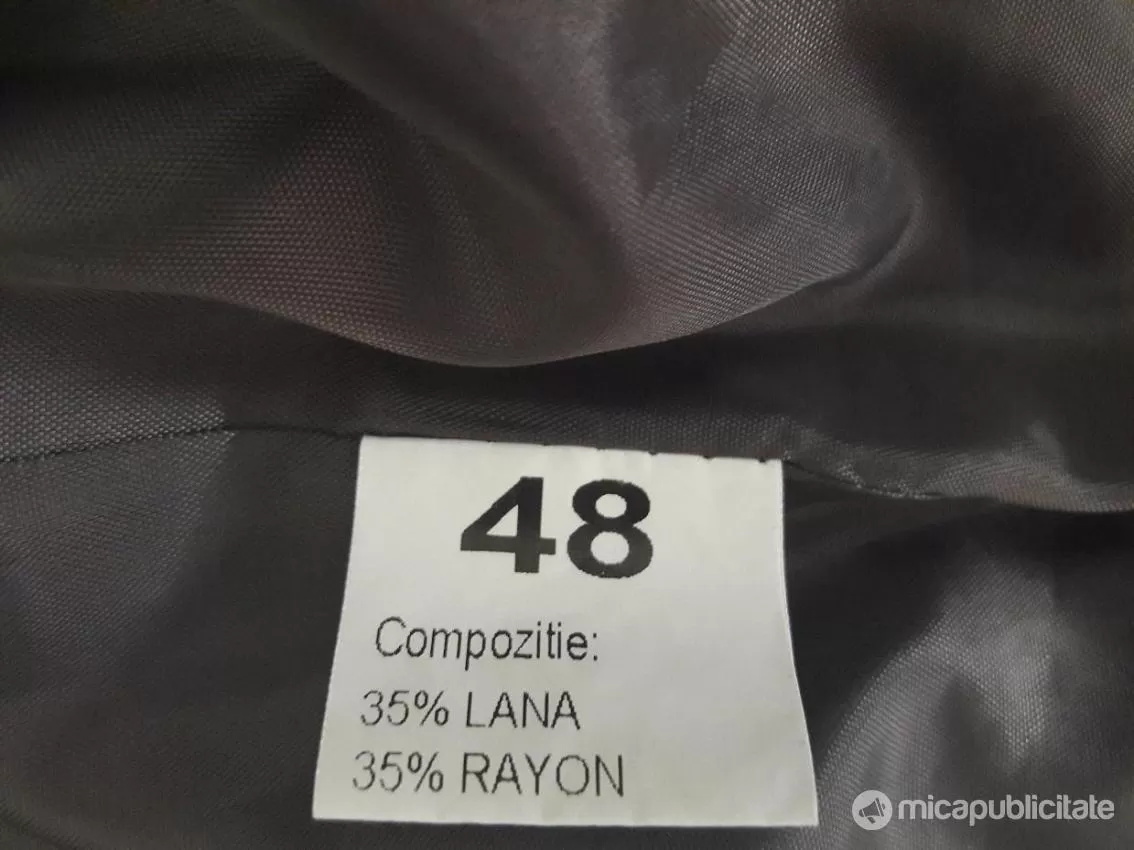 48
Compozitie:
35% LANA
35% RAYON
micapublicitate